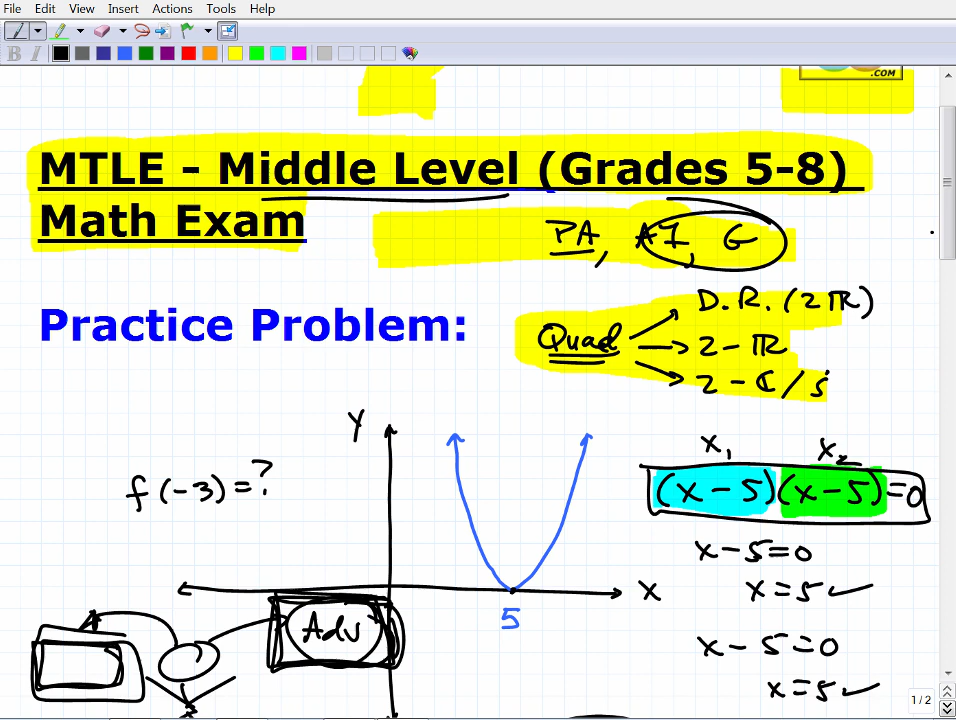 File Edit View Insert Actions Tools Help
B I
.COM
MTLE - Middle Level (Grades 5-8)
Math Exam
PA, A1, G
Practice Problem:
D.R. (2 ℝ)
Quad
2 - ℝ
2 - ℂ / i
Y
x₁ x₂
f(-3)=?
(x-5)(x-5)=0
x-5=0
x
x=5
5
Adv
x-5=0
x=5
1/2